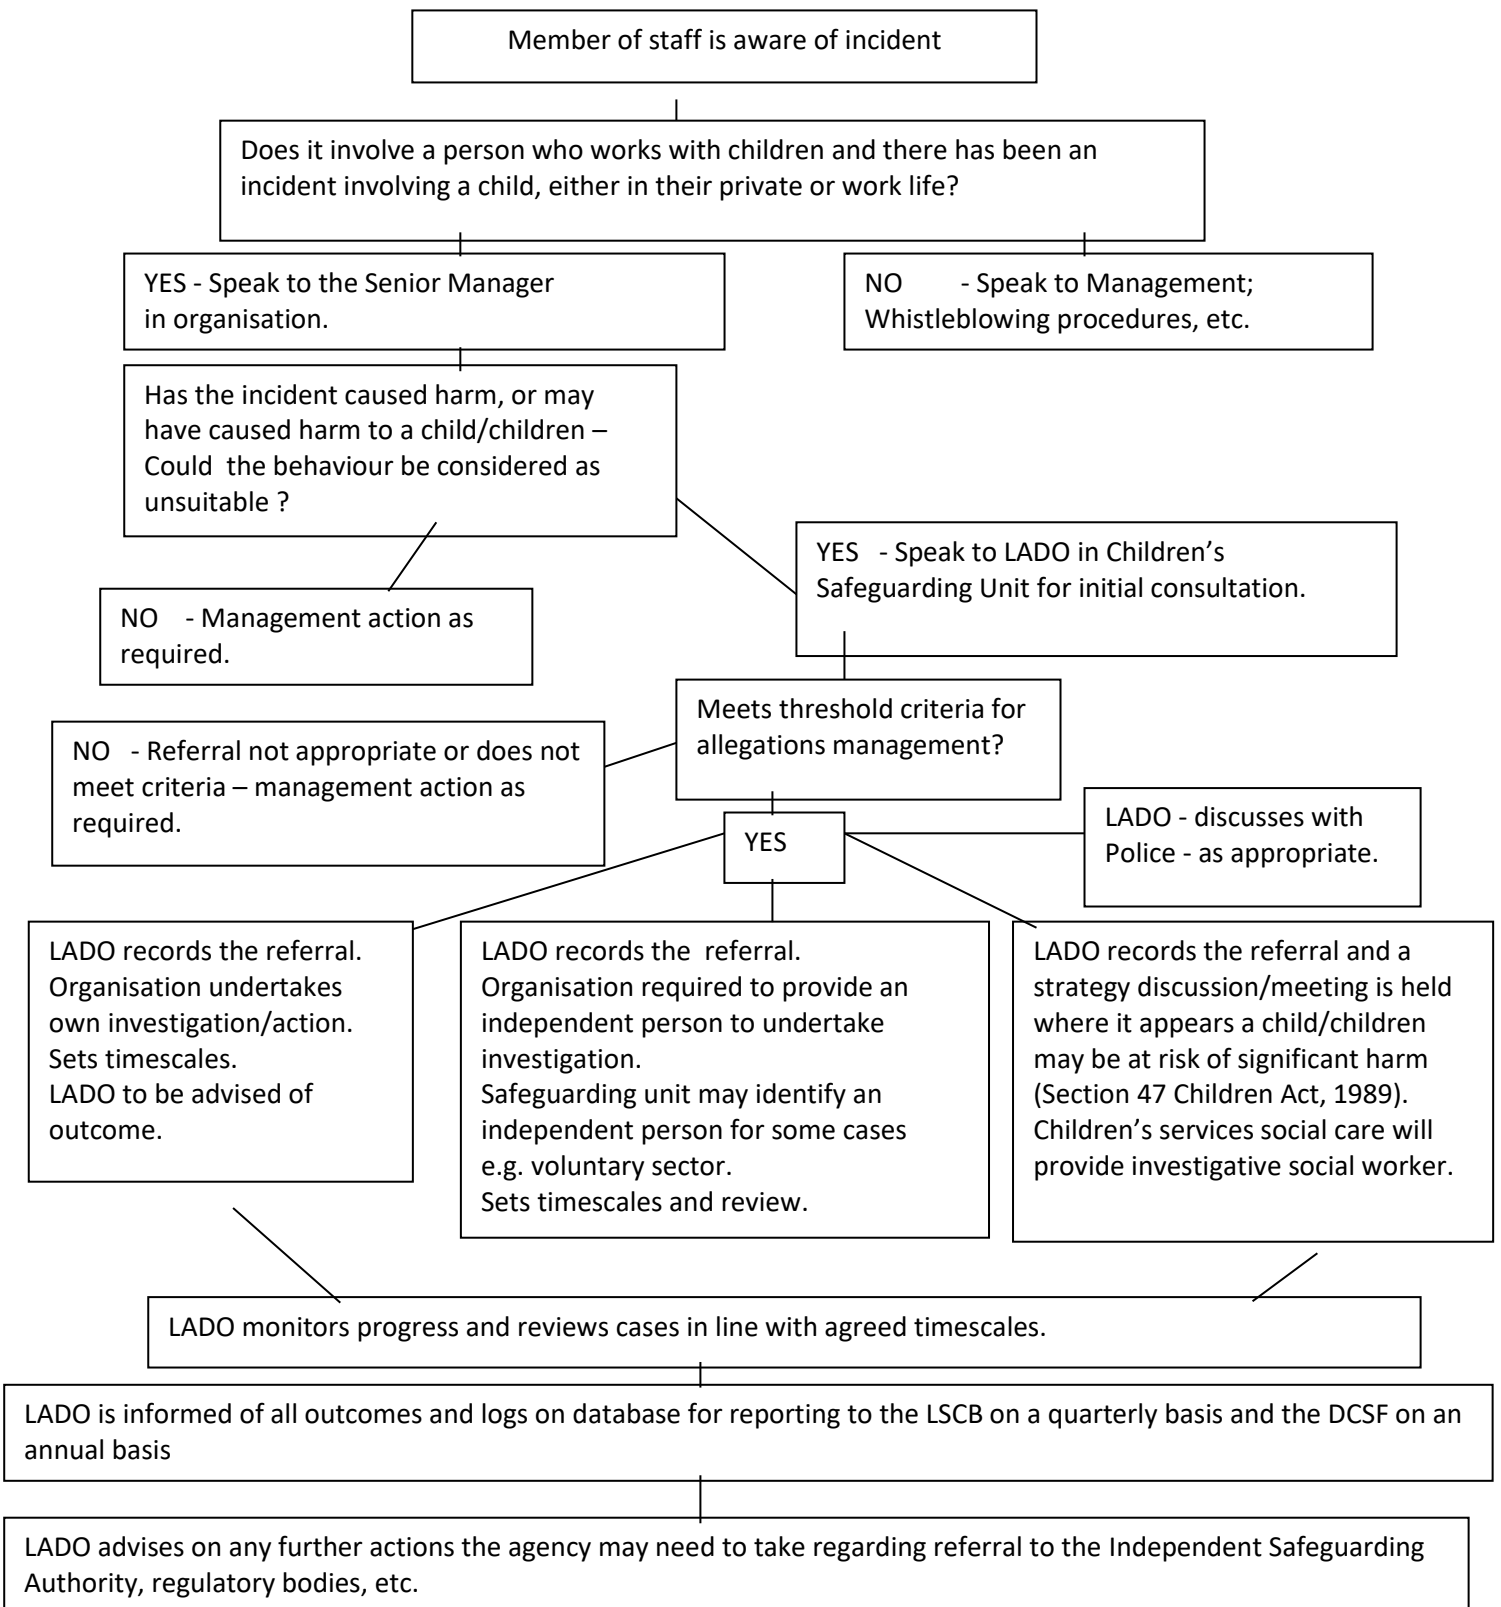 Member of staff is aware of incident
Does it involve a person who works with children and there has been an
incident involving a child, either in their private or work life?
YES - Speak to the Senior Manager
in organisation.
NO - Speak to Management;
Whistleblowing procedures, etc.
Has the incident caused harm, or may
have caused harm to a child/children –
Could the behaviour be considered as
unsuitable ?
YES - Speak to LADO in Children’s
Safeguarding Unit for initial consultation.
NO - Management action as
required.
Meets threshold criteria for
allegations management?
NO - Referral not appropriate or does not
meet criteria – management action as
required.
YES
LADO - discusses with
Police - as appropriate.
LADO records the referral.
Organisation undertakes
own investigation/action.
Sets timescales.
LADO to be advised of
outcome.
LADO records the referral.
Organisation required to provide an
independent person to undertake
investigation.
Safeguarding unit may identify an
independent person for some cases
e.g. voluntary sector.
Sets timescales and review.
LADO records the referral and a
strategy discussion/meeting is held
where it appears a child/children
may be at risk of significant harm
(Section 47 Children Act, 1989).
Children’s services social care will
provide investigative social worker.
LADO monitors progress and reviews cases in line with agreed timescales.
LADO is informed of all outcomes and logs on database for reporting to the LSCB on a quarterly basis and the DCSF on an
annual basis
LADO advises on any further actions the agency may need to take regarding referral to the Independent Safeguarding
Authority, regulatory bodies, etc.